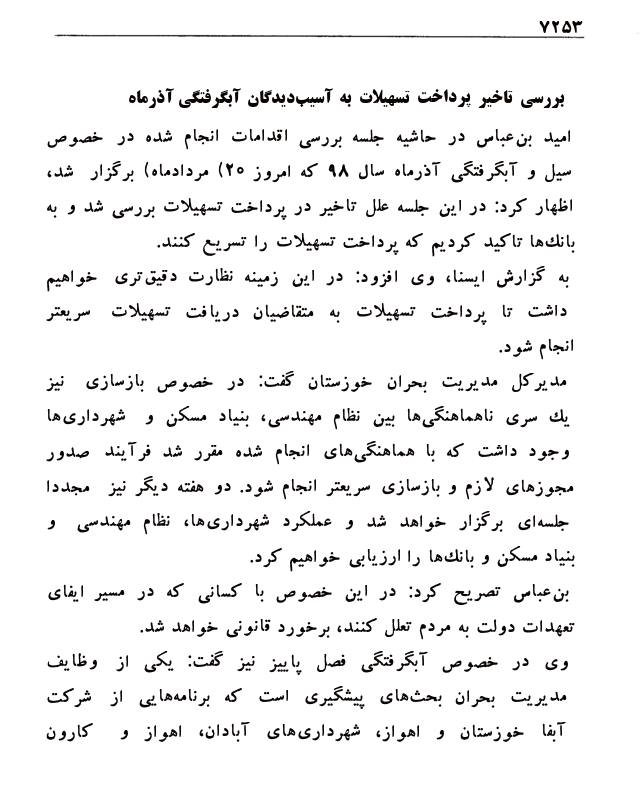 ۷۲۵۳
بررسی تاخیر پرداخت تسهیلات به آسیب‌دیدگان آبگرفتگی آذرماه
امید بن‌عباس در حاشیه جلسه بررسی اقدامات انجام شده در خصوص
سیل و آبگرفتگی آذرماه سال ۹۸ که امروز ۲۰) مردادماه) برگزار شد،
اظهار کرد: در این جلسه علل تاخیر در پرداخت تسهیلات بررسی شد و به
بانك‌ها تاکید کردیم که پرداخت تسهیلات را تسریع کنند.
به گزارش ایسنا، وی افزود: در این زمینه نظارت دقیق‌تری خواهیم
داشت تا پرداخت تسهیلات به متقاضیان دریافت تسهیلات سریعتر
انجام شود.
مدیرکل مدیریت بحران خوزستان گفت: در خصوص بازسازی نیز
یك سری ناهماهنگی‌ها بین نظام مهندسی، بنیاد مسکن و شهرداری‌ها
وجود داشت که با هماهنگی‌های انجام شده مقرر شد فرآیند صدور
مجوزهای لازم و بازسازی سریعتر انجام شود. دو هفته دیگر نیز مجددا
جلسه‌ای برگزار خواهد شد و عملکرد شهرداری‌ها، نظام مهندسی و
بنیاد مسکن و بانك‌ها را ارزیابی خواهیم کرد.
بن‌عباس تصریح کرد: در این خصوص با کسانی که در مسیر ایفای
تعهدات دولت به مردم تعلل کنند، برخورد قانونی خواهد شد.
وی در خصوص آبگرفتگی فصل پاییز نیز گفت: یکی از وظایف
مدیریت بحران بحث‌های پیشگیری است که برنامه‌هایی از شرکت
آبفا خوزستان و اهواز، شهرداری‌های آبادان، اهواز و کارون